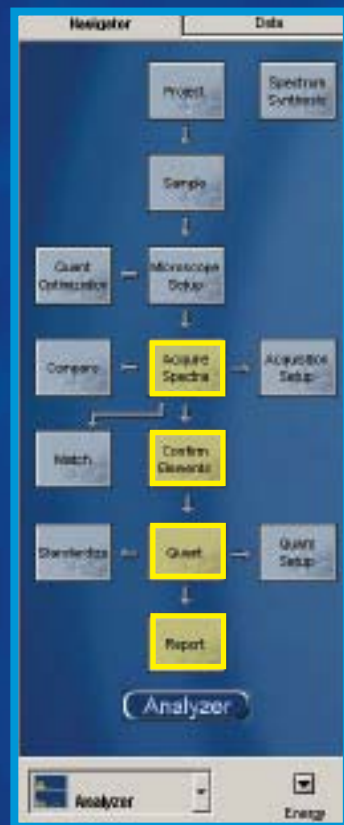 Navigator
Data
Project
Spectrum
Synthesis
Sample
Quant
Optimization
Microscope
Setup
Compare
Acquire
Spectra
Acquisition
Setup
Match
Confirm
Elements
Standardize
Quant
Quant
Setup
Report
Analyzer
Analyzer
Energy